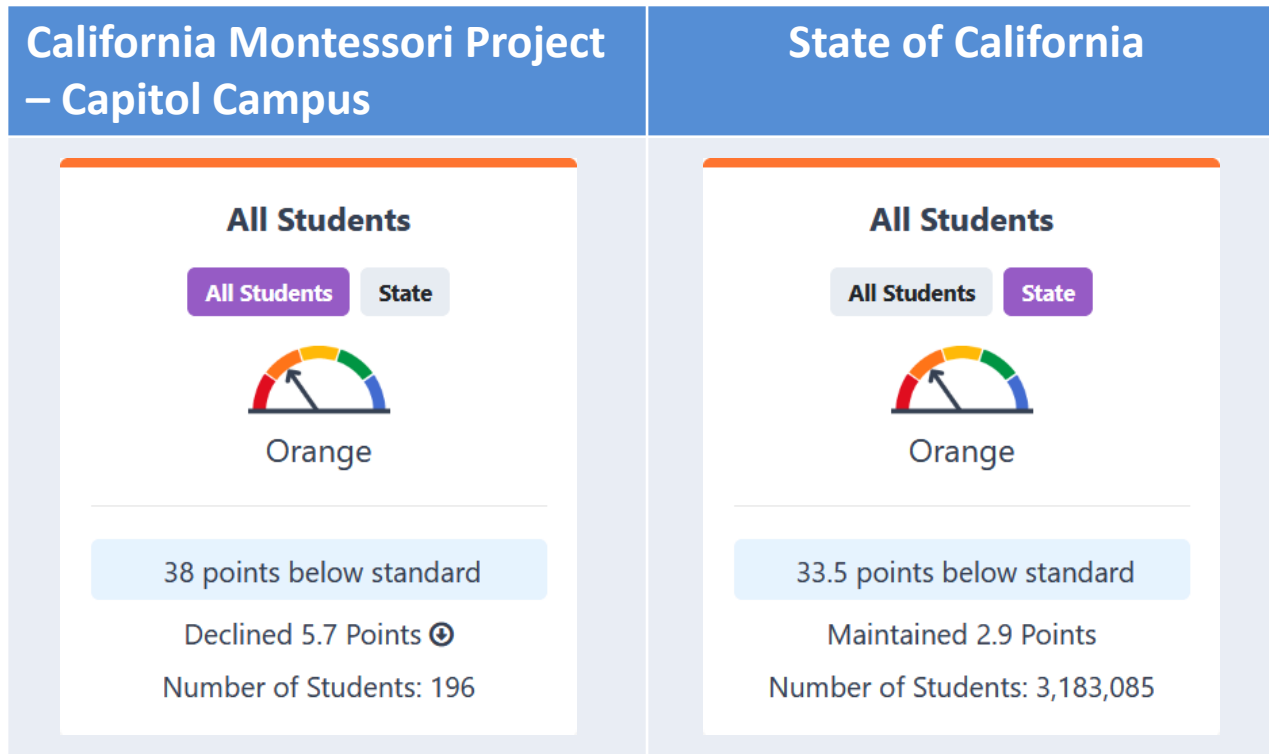 California Montessori Project
– Capitol Campus
State of California
All Students
All Students
State
Orange
38 points below standard
Declined 5.7 Points
Number of Students: 196
All Students
All Students
State
Orange
33.5 points below standard
Maintained 2.9 Points
Number of Students: 3,183,085